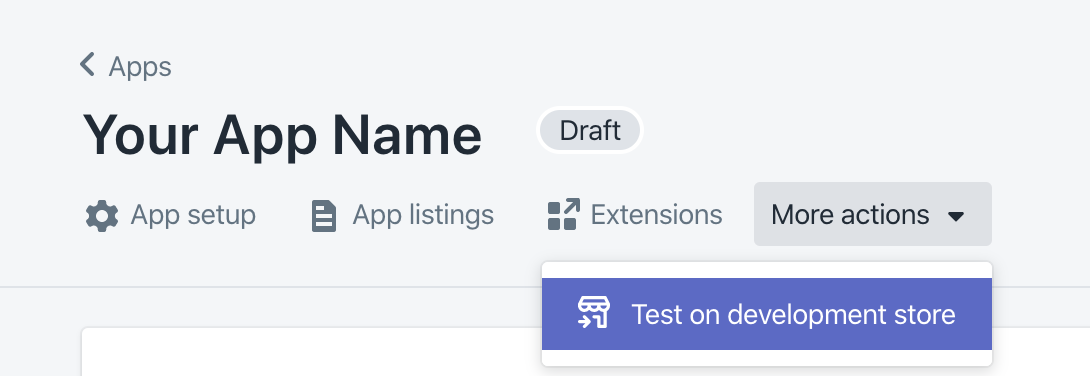 Apps
Your App Name Draft
App setup App listings Extensions More actions
Test on development store